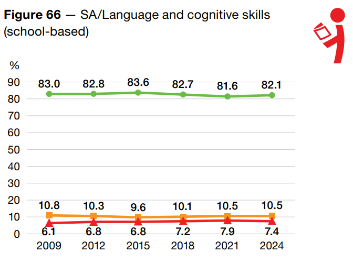 Figure 66 — SA/Language and cognitive skills
(school-based)
%
90
80
70
60
50
40
30
20
10
0
83.0 82.8 83.6 82.7 81.6 82.1
10.8 10.3 9.6 10.1 10.5 10.5
6.1 6.8 6.8 7.2 7.9 7.4
2009 2012 2015 2018 2021 2024